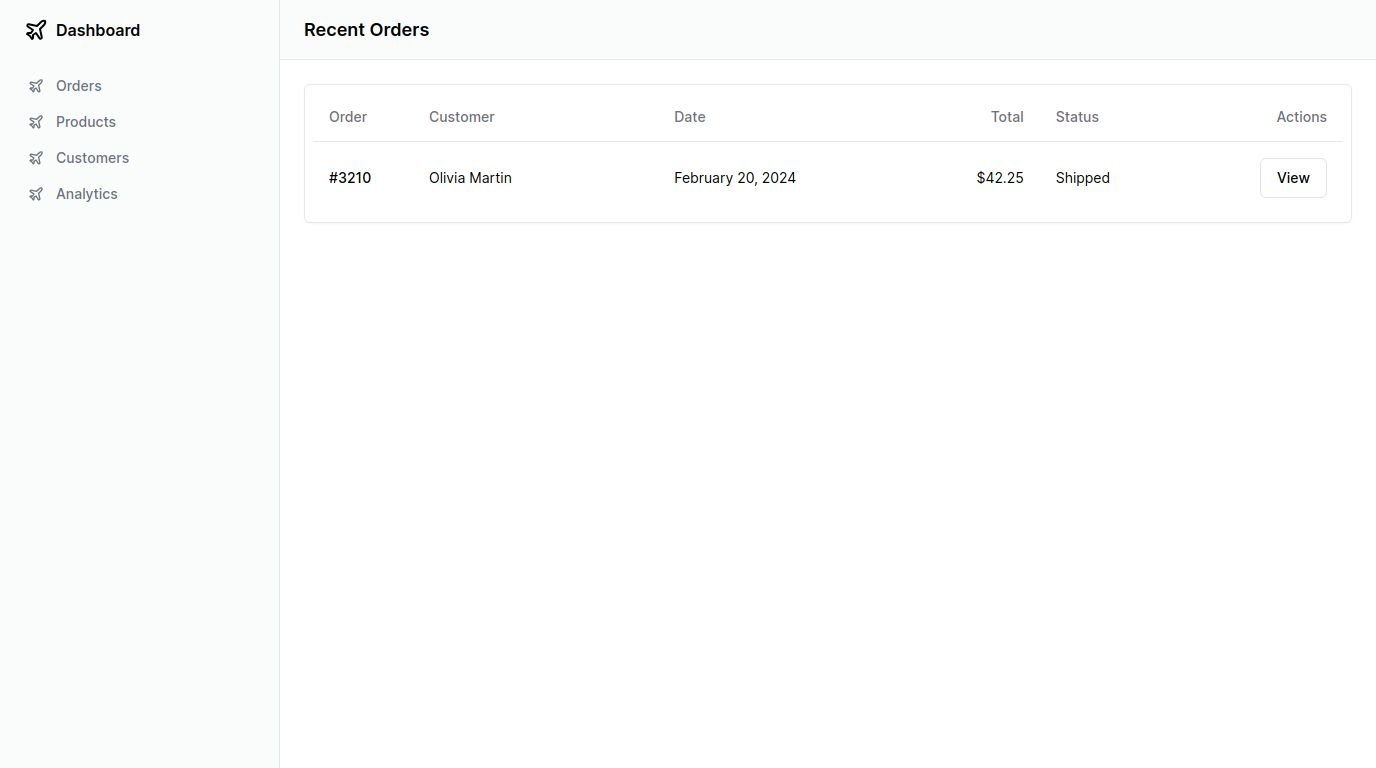 Dashboard
Orders
Products
Customers
Analytics
Recent Orders
Order Customer Date Total Status Actions
#3210 Olivia Martin February 20, 2024 $42.25 Shipped View